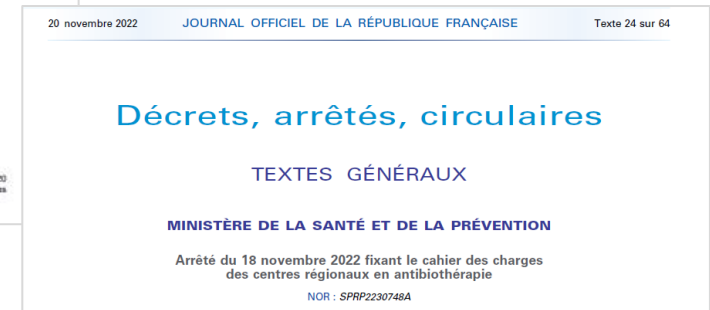 20 novembre 2022 JOURNAL OFFICIEL DE LA RÉPUBLIQUE FRANÇAISE Texte 24 sur 64
Décrets, arrêtés, circulaires
TEXTES GÉNÉRAUX
MINISTÈRE DE LA SANTÉ ET DE LA PRÉVENTION
Arrêté du 18 novembre 2022 fixant le cahier des charges
des centres régionaux en antibiothérapie
NOR : SPRP2230748A